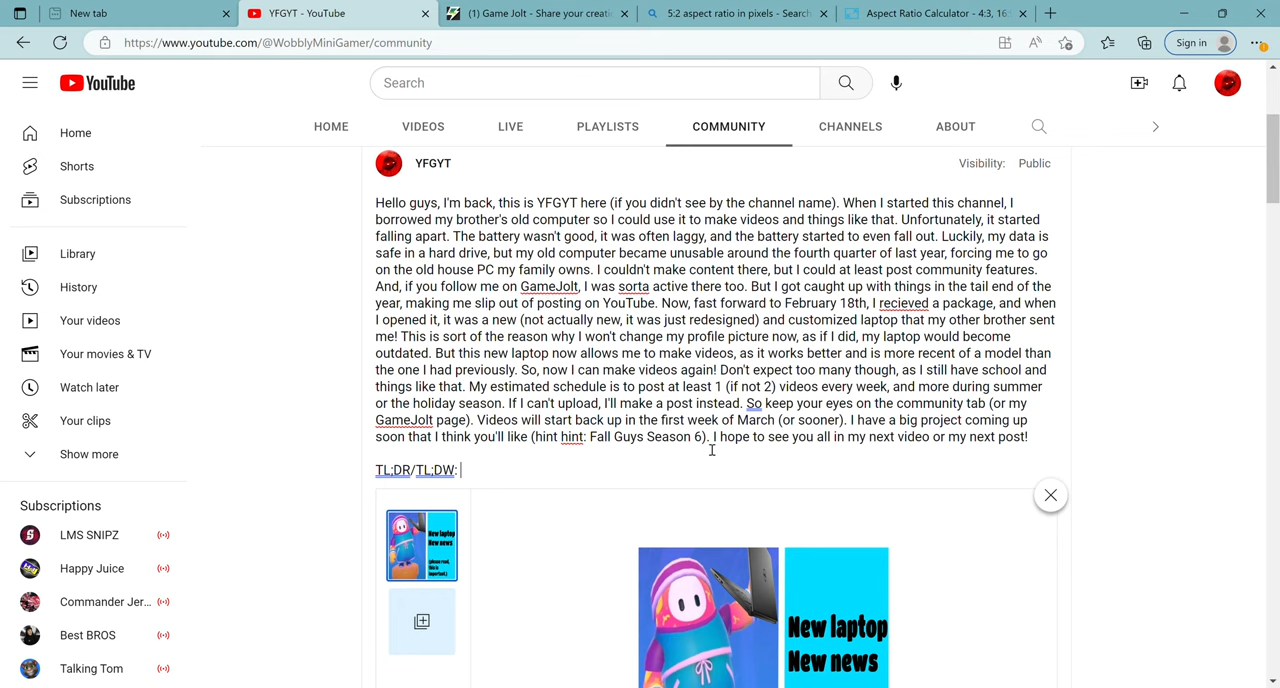 New tab
YFGYT - YouTube
(1) Game Jolt - Share your creatio
5:2 aspect ratio in pixels - Search
Aspect Ratio Calculator - 4:3, 16:
https://www.youtube.com/@WobblyMiniGamer/community
Sign in
YouTube
Search
HOME
VIDEOS
LIVE
PLAYLISTS
COMMUNITY
CHANNELS
ABOUT
Home
Shorts
Subscriptions
Library
History
Your videos
Your movies & TV
Watch later
Your clips
Show more
Subscriptions
LMS SNIPZ
Happy Juice
Commander Jer...
Best BROS
Talking Tom
YFGYT
Visibility: Public
Hello guys, I'm back, this is YFGYT here (if you didn't see by the channel name). When I started this channel, I
borrowed my brother's old computer so I could use it to make videos and things like that. Unfortunately, it started
falling apart. The battery wasn't good, it was often laggy, and the battery started to even fall out. Luckily, my data is
safe in a hard drive, but my old computer became unusable around the fourth quarter of last year, forcing me to go
on the old house PC my family owns. I couldn't make content there, but I could at least post community features.
And, if you follow me on GameJolt, I was sorta active there too. But I got caught up with things in the tail end of the
year, making me slip out of posting on YouTube. Now, fast forward to February 18th, I recieved a package, and when
I opened it, it was a new (not actually new, it was just redesigned) and customized laptop that my other brother sent
me! This is sort of the reason why I won't change my profile picture now, as if I did, my laptop would become
outdated. But this new laptop now allows me to make videos, as it works better and is more recent of a model than
the one I had previously. So, now I can make videos again! Don't expect too many though, as I still have school and
things like that. My estimated schedule is to post at least 1 (if not 2) videos every week, and more during summer
or the holiday season. If I can't upload, I'll make a post instead. So keep your eyes on the community tab (or my
GameJolt page). Videos will start back up in the first week of March (or sooner). I have a big project coming up
soon that I think you'll like (hint hint: Fall Guys Season 6). I hope to see you all in my next video or my next post!
TL;DR/TL;DW:
New laptop
New news
(please read,
this is
important.)
New laptop
New news